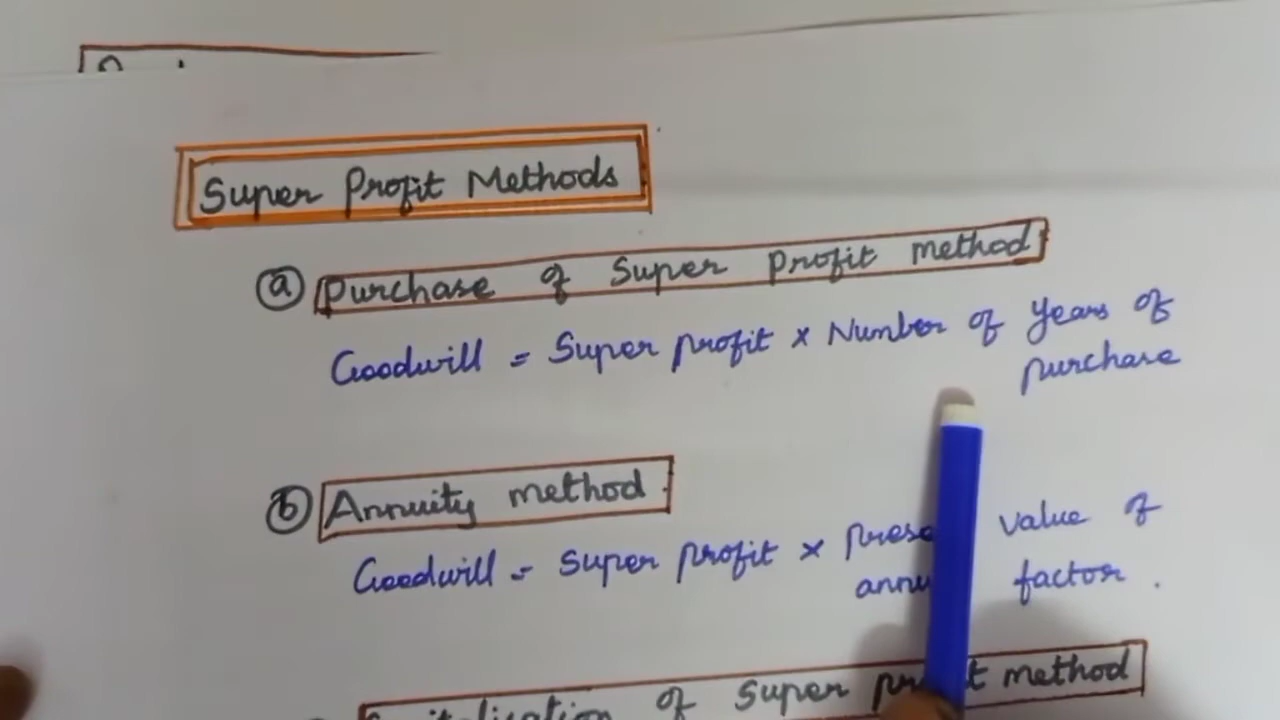 Super Profit Methods
(a) Purchase of Super Profit method
Goodwill = Super profit × Number of years of
purchase
(b) Annuity method
Goodwill = Super profit × value of
factor.
of super method